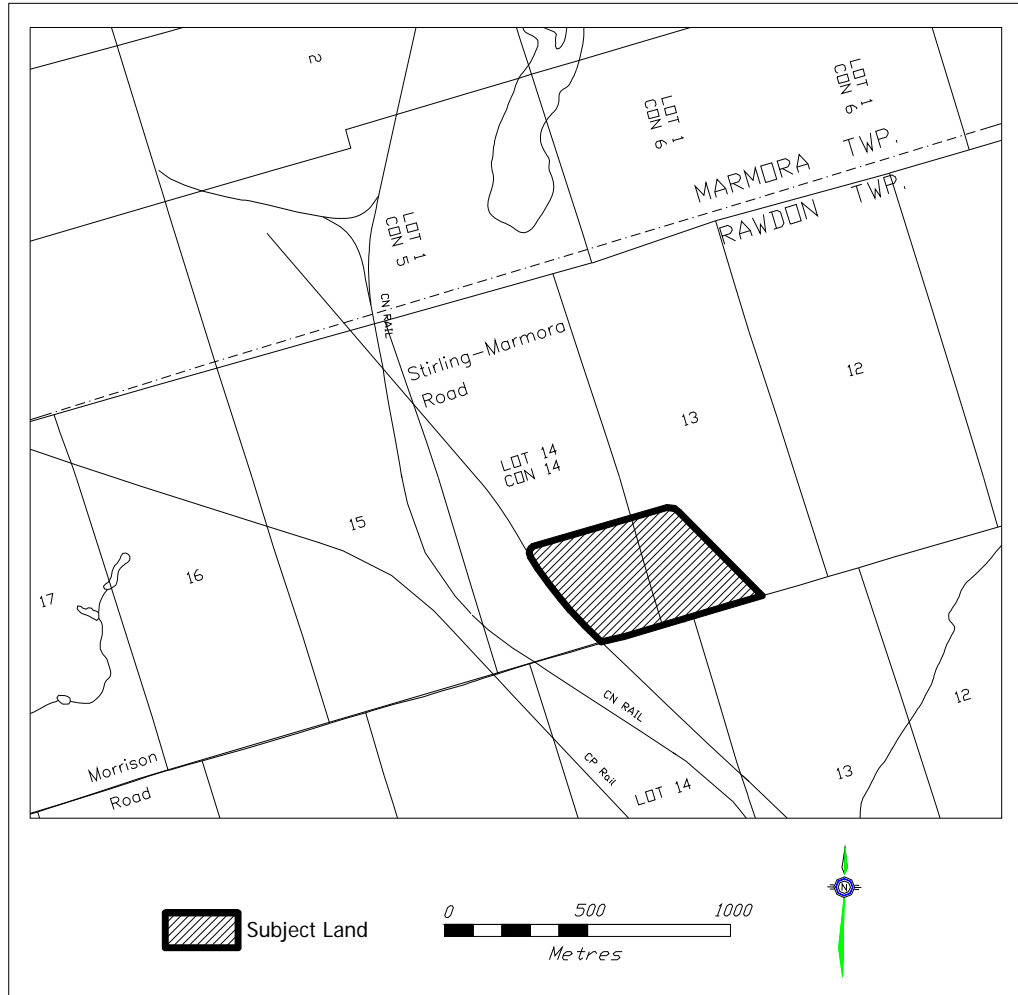 2
LOT 1
CON 6
LOT 1
CON 6
MARMORA TWP.
RAWDON TWP.
LOT 1
CON 5
CN RAIL
Stirling-Marmora
Road
12
13
LOT 14
CON 14
15
16
17
12
CN RAIL
Morrison
Road
CP Rail
LOT 14
13
N
Subject Land
0 500 1000
Metres